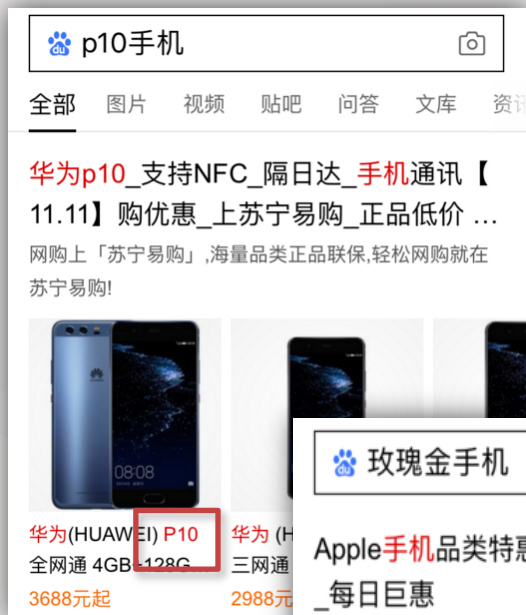 p10手机
全部 图片 视频 贴吧 问答 文库 资讯
华为p10_支持NFC_隔日达_手机通讯【
11.11】购优惠_上苏宁易购_正品低价 ...
网购上「苏宁易购」,海量品类正品联保,轻松网购就在
苏宁易购!
08:08
华为(HUAWEI) P10
全网通 4GB+128G...
3688元起
华为 (H
三网通
2988元
玫瑰金手机
Apple手机品类特惠
_每日巨惠